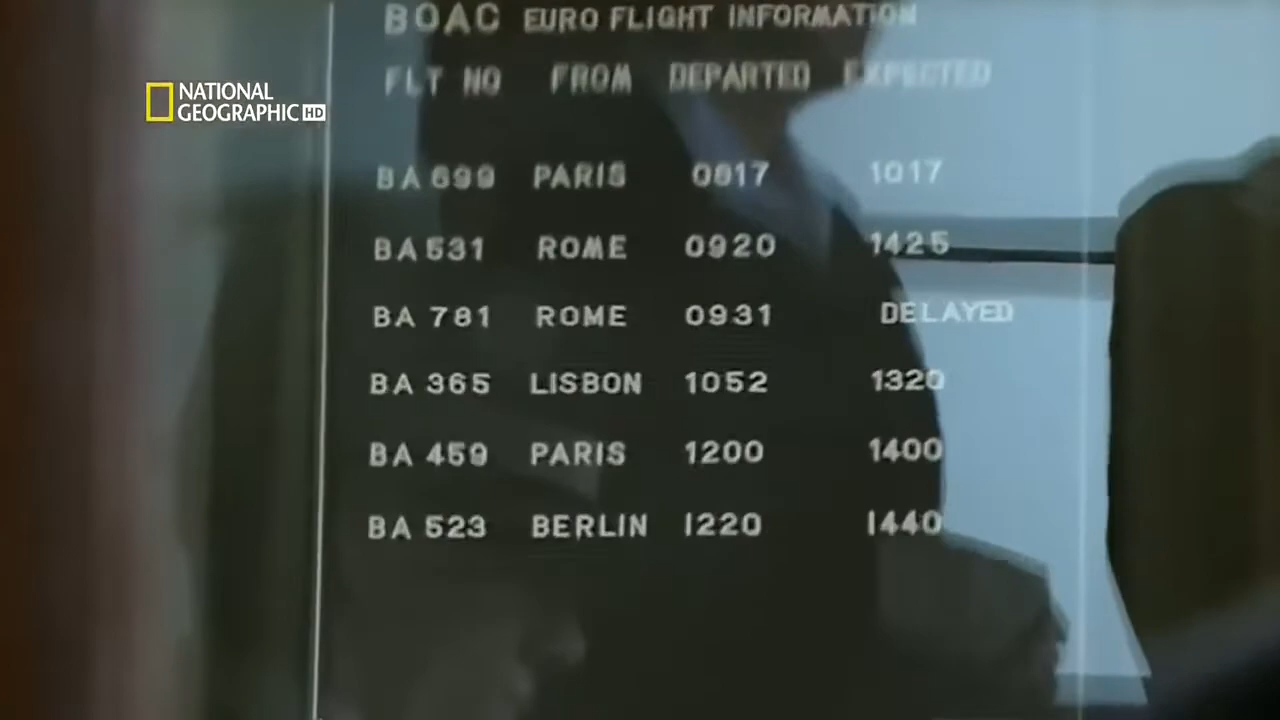 BOAC EURO FLIGHT INFORMATION
FLT NO FROM DEPARTED EXPECTED
NATIONAL
GEOGRAPHIC HD
BA 699 PARIS 0817 1017
BA 531 ROME 0920 1425
BA 781 ROME 0931 DELAYED
BA 365 LISBON 1052 1320
BA 459 PARIS 1200 1400
BA 523 BERLIN 1220 1440